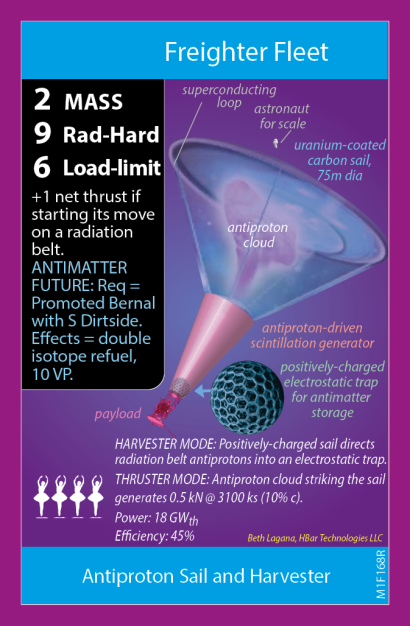 Freighter Fleet
2 MASS
9 Rad-Hard
6 Load-limit
+1 net thrust if
starting its move
on a radiation
belt.
ANTIMATTER
FUTURE: Req =
Promoted Bernal
with S Dirtside.
Effects = double
isotope refuel,
10 VP.
superconducting
loop
astronaut
for scale
uranium-coated
carbon sail,
75m dia
antiproton
cloud
antiproton-driven
scintillation generator
positively-charged
electrostatic trap
for antimatter
storage
payload
HARVESTER MODE: Positively-charged sail directs
radiation belt antiprotons into an electrostatic trap.
THRUSTER MODE: Antiproton cloud striking the sail
generates 0.5 kN @ 3100 ks (10% c).
Power: 18 GWth
Efficiency: 45%
Beth Lagana, HBar Technologies LLC
Antiproton Sail and Harvester
M1F168R